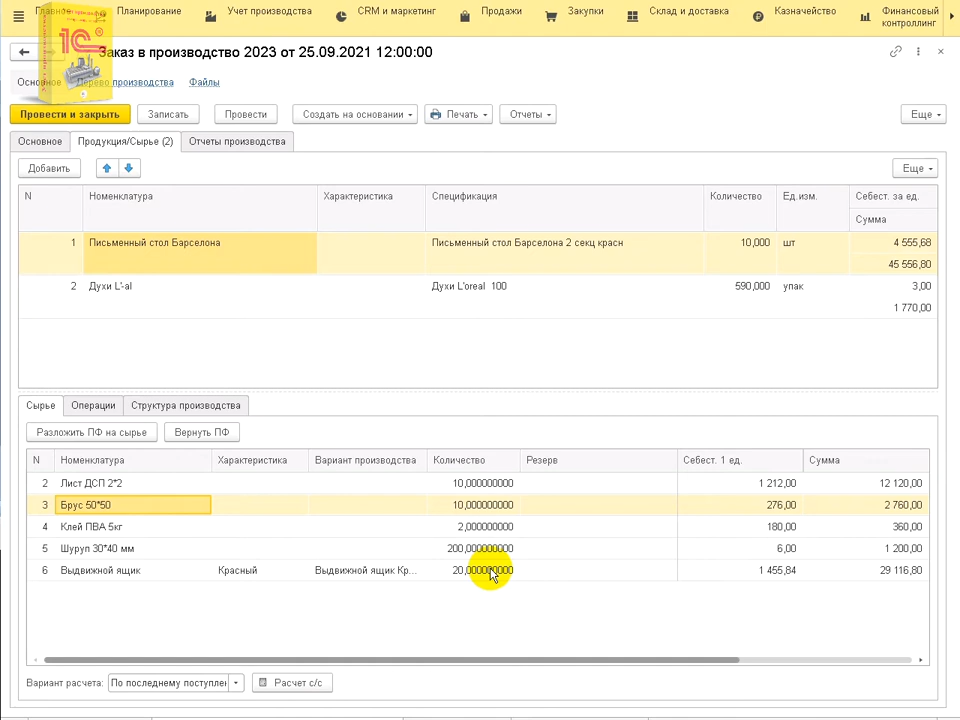 Главное Планирование Учет производства CRM и маркетинг Продажи Закупки Склад и доставка Казначейство Финансовый контроллинг
1С
Заказ в производство 2023 от 25.09.2021 12:00:00
Основное Дерево производства Файлы
Провести и закрыть Записать Провести Создать на основании Печать Отчеты Еще
Основное Продукция/Сырье (2) Отчеты производства
Добавить Еще
N Номенклатура Характеристика Спецификация Количество Ед.изм. Себест. за ед.
Сумма
1 Письменный стол Барселона Письменный стол Барселона 2 секц красн 10,000 шт 4 555,68
45 556,80
2 Духи L'-al Духи L'oreal 100 590,000 упак 3,00
1 770,00
Сырье Операции Структура производства
Разложить ПФ на сырье Вернуть ПФ
N Номенклатура Характеристика Вариант производства Количество Резерв Себест. 1 ед. Сумма
2 Лист ДСП 2*2 10,000000000 1 212,00 12 120,00
3 Брус 50*50 10,000000000 276,00 2 760,00
4 Клей ПВА 5кг 2,000000000 180,00 360,00
5 Шуруп 30*40 мм 200,000000000 6,00 1 200,00
6 Выдвижной ящик Красный Выдвижной ящик Кр... 20,000000000 1 455,84 29 116,80
Вариант расчета: По последнему поступлен Расчет с/с